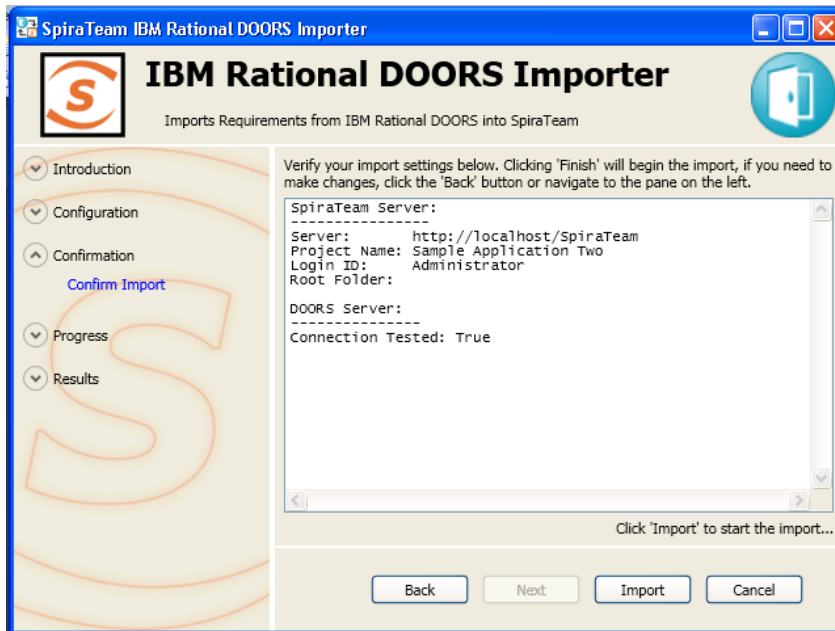 SpiraTeam IBM Rational DOORS Importer
S
IBM Rational DOORS Importer
Imports Requirements from IBM Rational DOORS into SpiraTeam
Introduction
Configuration
Confirmation
Confirm Import
Progress
Results
Verify your import settings below. Clicking 'Finish' will begin the import, if you need to
make changes, click the 'Back' button or navigate to the pane on the left.
SpiraTeam Server:
----------------
Server: http://localhost/SpiraTeam
Project Name: Sample Application Two
Login ID: Administrator
Root Folder:
DOORS Server:
---------------
Connection Tested: True
Click 'Import' to start the import...
Back Next Import Cancel